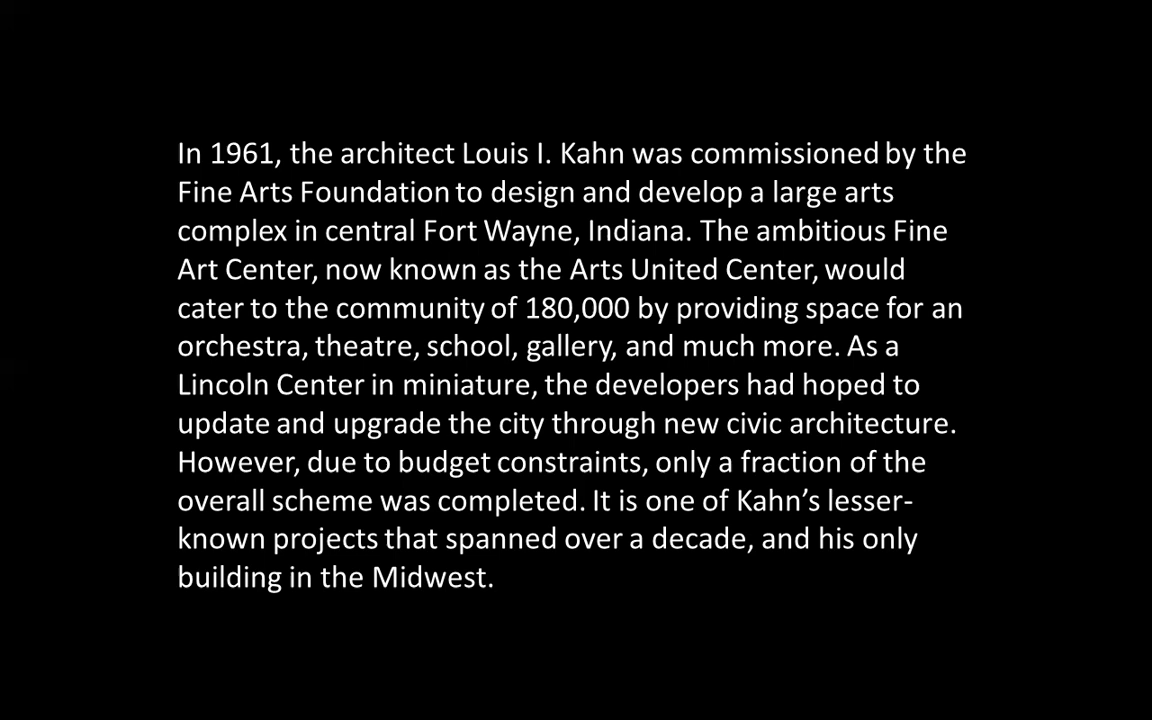 In 1961, the architect Louis I. Kahn was commissioned by the
Fine Arts Foundation to design and develop a large arts
complex in central Fort Wayne, Indiana. The ambitious Fine
Art Center, now known as the Arts United Center, would
cater to the community of 180,000 by providing space for an
orchestra, theatre, school, gallery, and much more. As a
Lincoln Center in miniature, the developers had hoped to
update and upgrade the city through new civic architecture.
However, due to budget constraints, only a fraction of the
overall scheme was completed. It is one of Kahn’s lesser-
known projects that spanned over a decade, and his only
building in the Midwest.